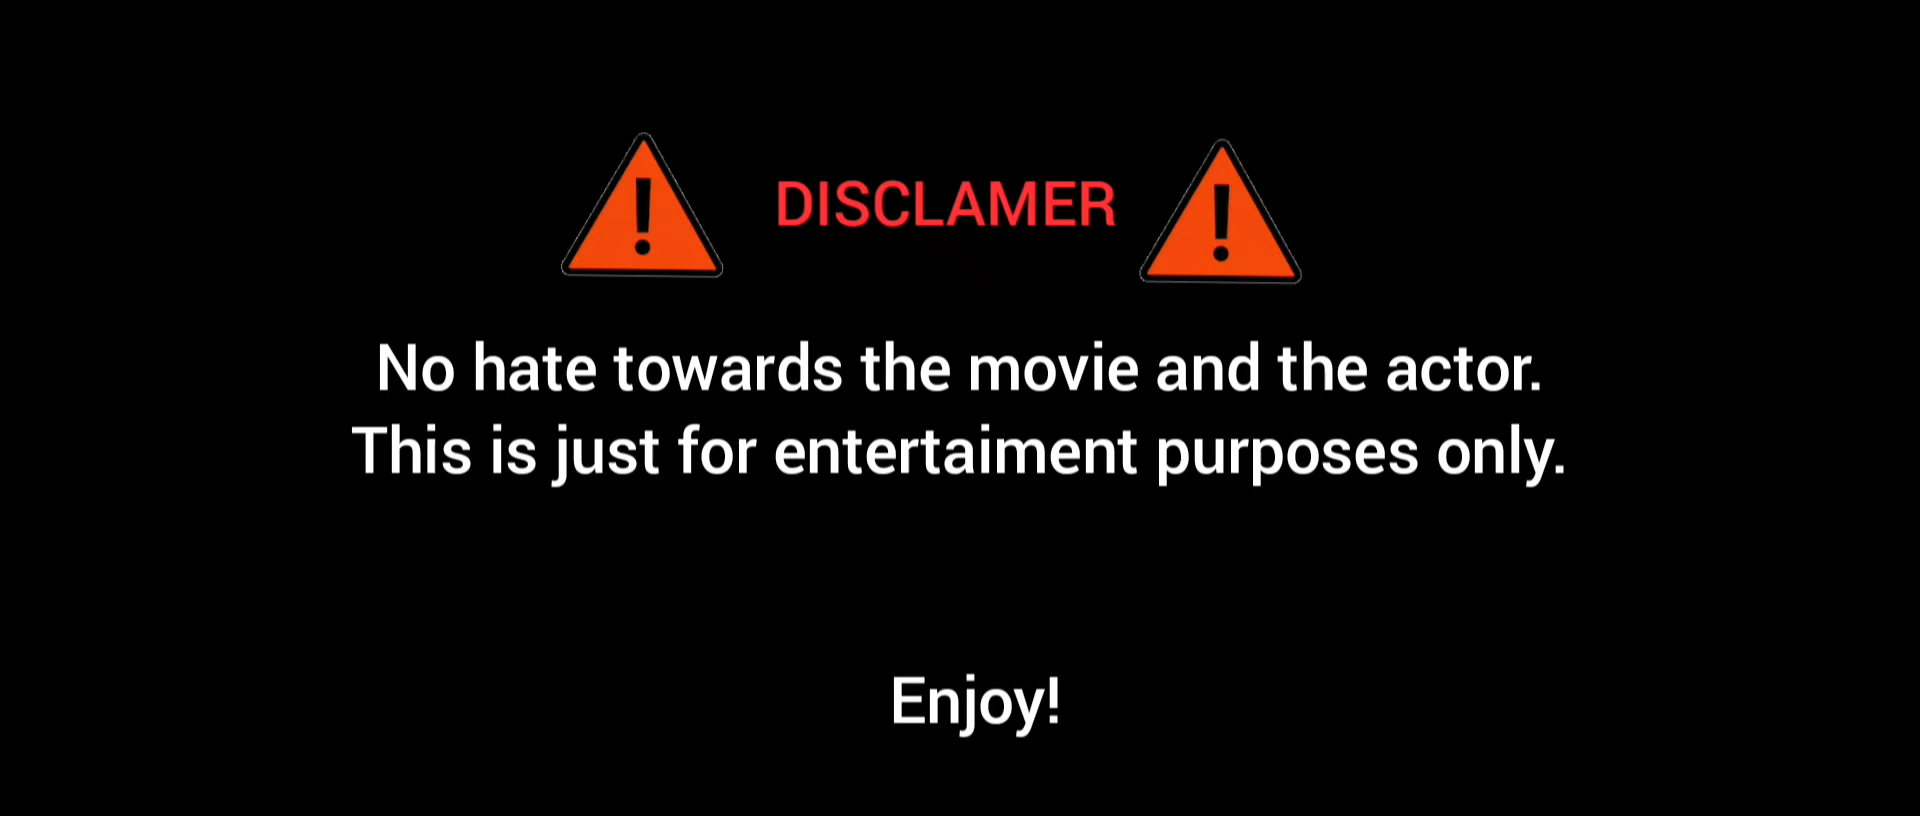 DISCLAMER
No hate towards the movie and the actor.
This is just for entertaiment purposes only.
Enjoy!